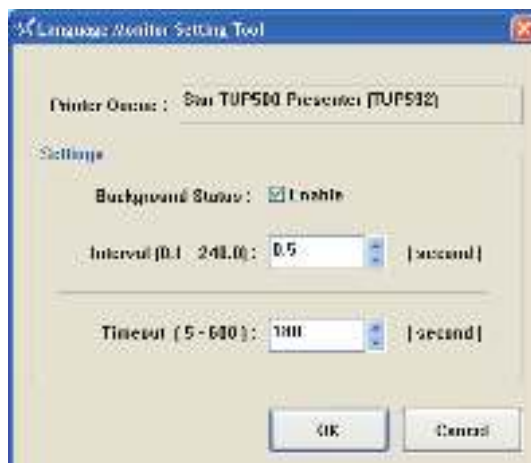 Language Monitor Setting Tool
Printer Queue : Star TUP500 Presenter (TUP592)
Settings
Background Status : Enable
Interval (0.1 - 240.0) : 0.5 [second]
Timeout ( 5 - 600 ) : 180 [second]
OK Cancel